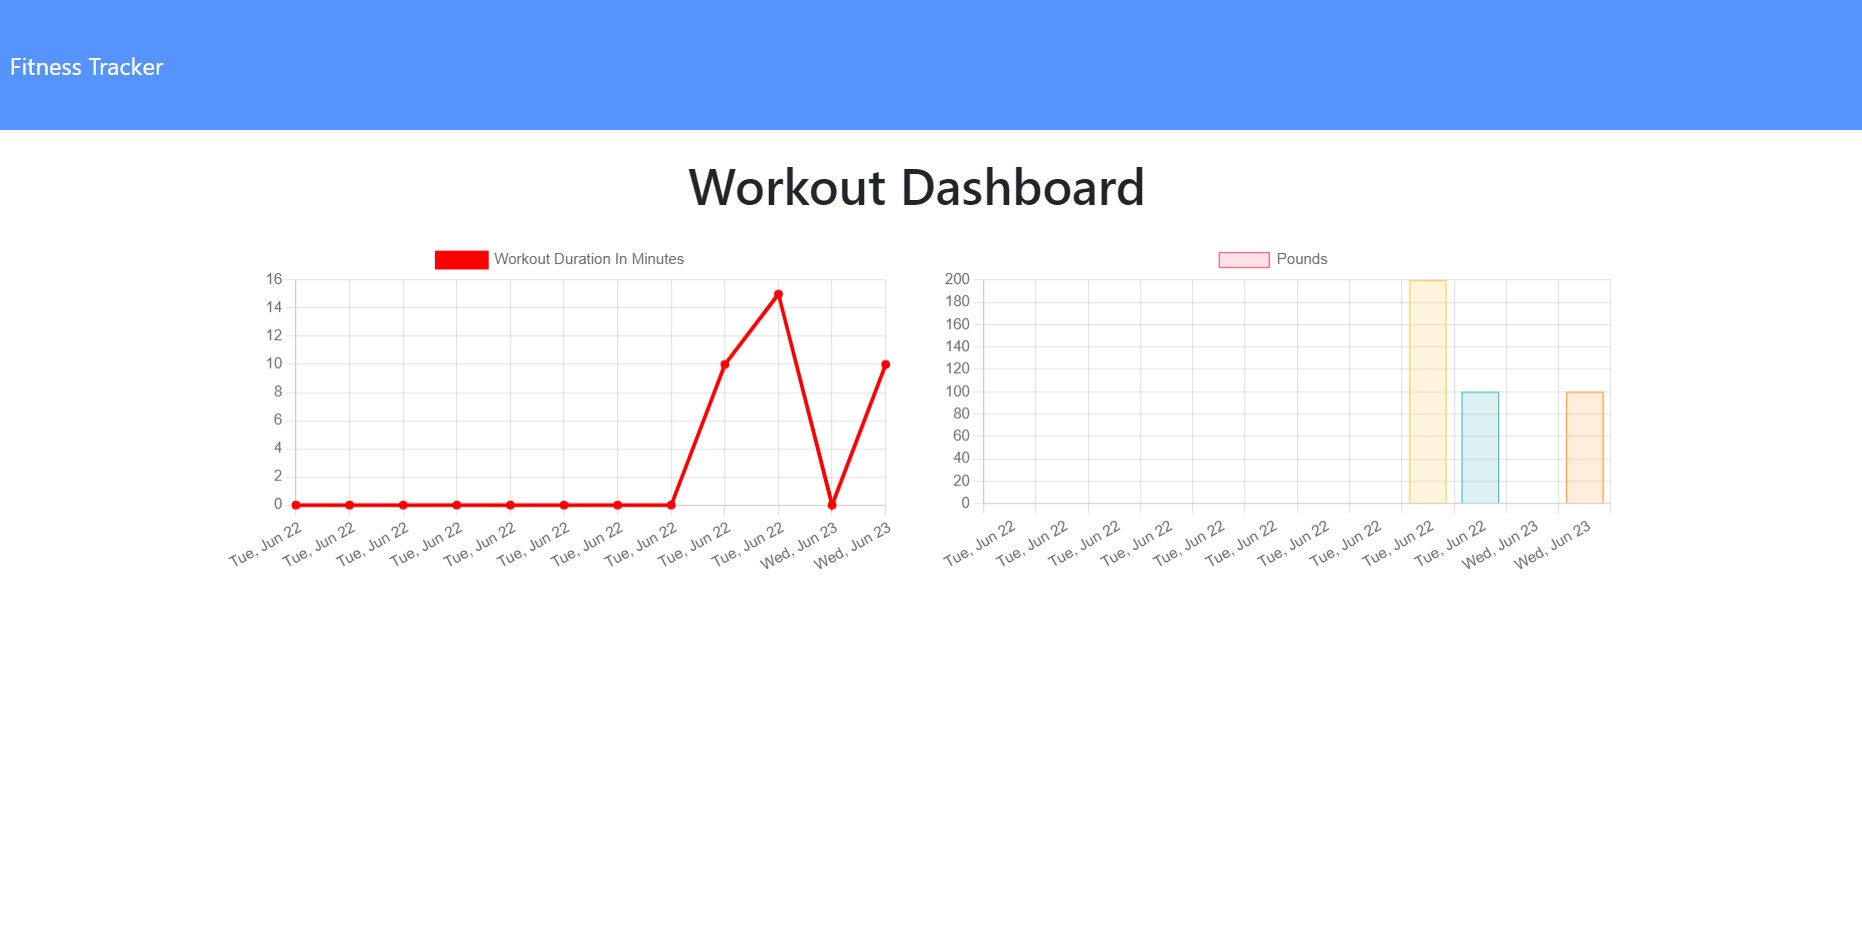 Fitness Tracker
Workout Dashboard
Workout Duration In Minutes
16
14
12
10
8
6
4
2
0
Tue, Jun 22
Tue, Jun 22
Tue, Jun 22
Tue, Jun 22
Tue, Jun 22
Tue, Jun 22
Tue, Jun 22
Tue, Jun 22
Tue, Jun 22
Tue, Jun 22
Wed, Jun 23
Wed, Jun 23
Pounds
200
180
160
140
120
100
80
60
40
20
0
Tue, Jun 22
Tue, Jun 22
Tue, Jun 22
Tue, Jun 22
Tue, Jun 22
Tue, Jun 22
Tue, Jun 22
Tue, Jun 22
Tue, Jun 22
Tue, Jun 22
Wed, Jun 23
Wed, Jun 23